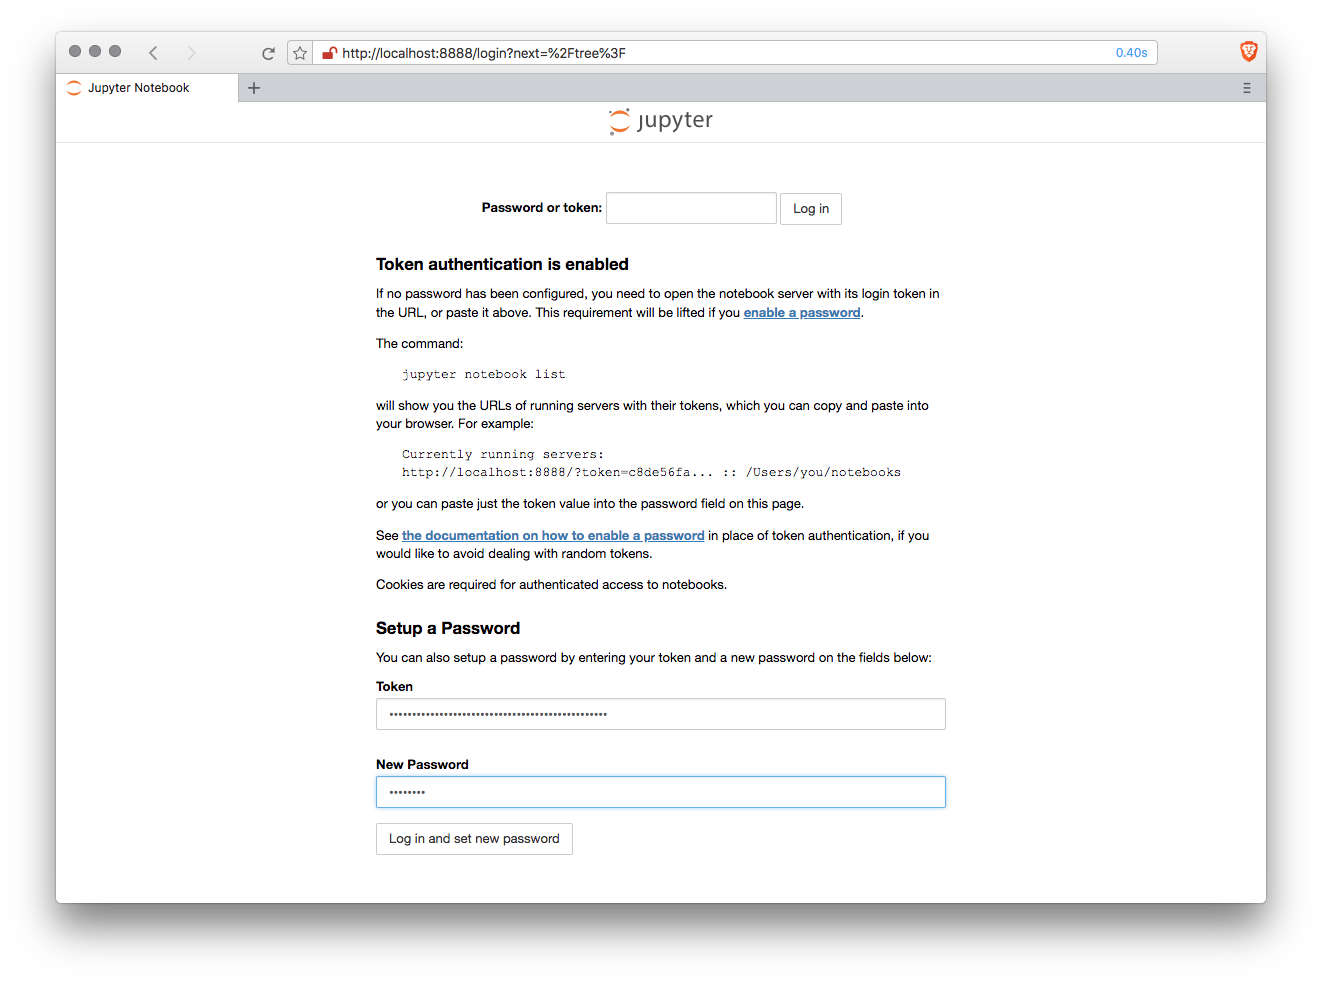 http://localhost:8888/login?next=%2Ftree%3F
0.40s
Jupyter Notebook
jupyter
Password or token:
Log in
Token authentication is enabled
If no password has been configured, you need to open the notebook server with its login token in
the URL, or paste it above. This requirement will be lifted if you enable a password.
The command:
jupyter notebook list
will show you the URLs of running servers with their tokens, which you can copy and paste into
your browser. For example:
Currently running servers:
http://localhost:8888/?token=c8de56fa... :: /Users/you/notebooks
or you can paste just the token value into the password field on this page.
See the documentation on how to enable a password in place of token authentication, if you
would like to avoid dealing with random tokens.
Cookies are required for authenticated access to notebooks.
Setup a Password
You can also setup a password by entering your token and a new password on the fields below:
Token
New Password
Log in and set new password